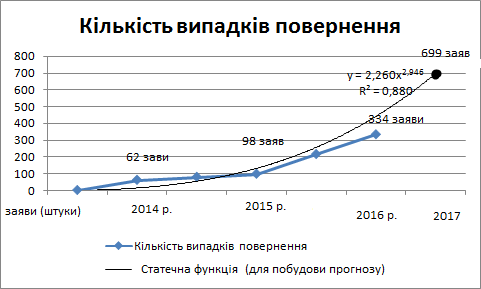 Кількість випадків повернення
699 заяв
800
700
600
500
400
300
200
100
0
y = 2,260x^2,946
R² = 0,880
334 заяви
98 заяв
62 зави
заяви (штуки)
2014 р.
2015 р.
2016 р.
2017
Кількість випадків повернення
Статечна функція (для побудови прогнозу)